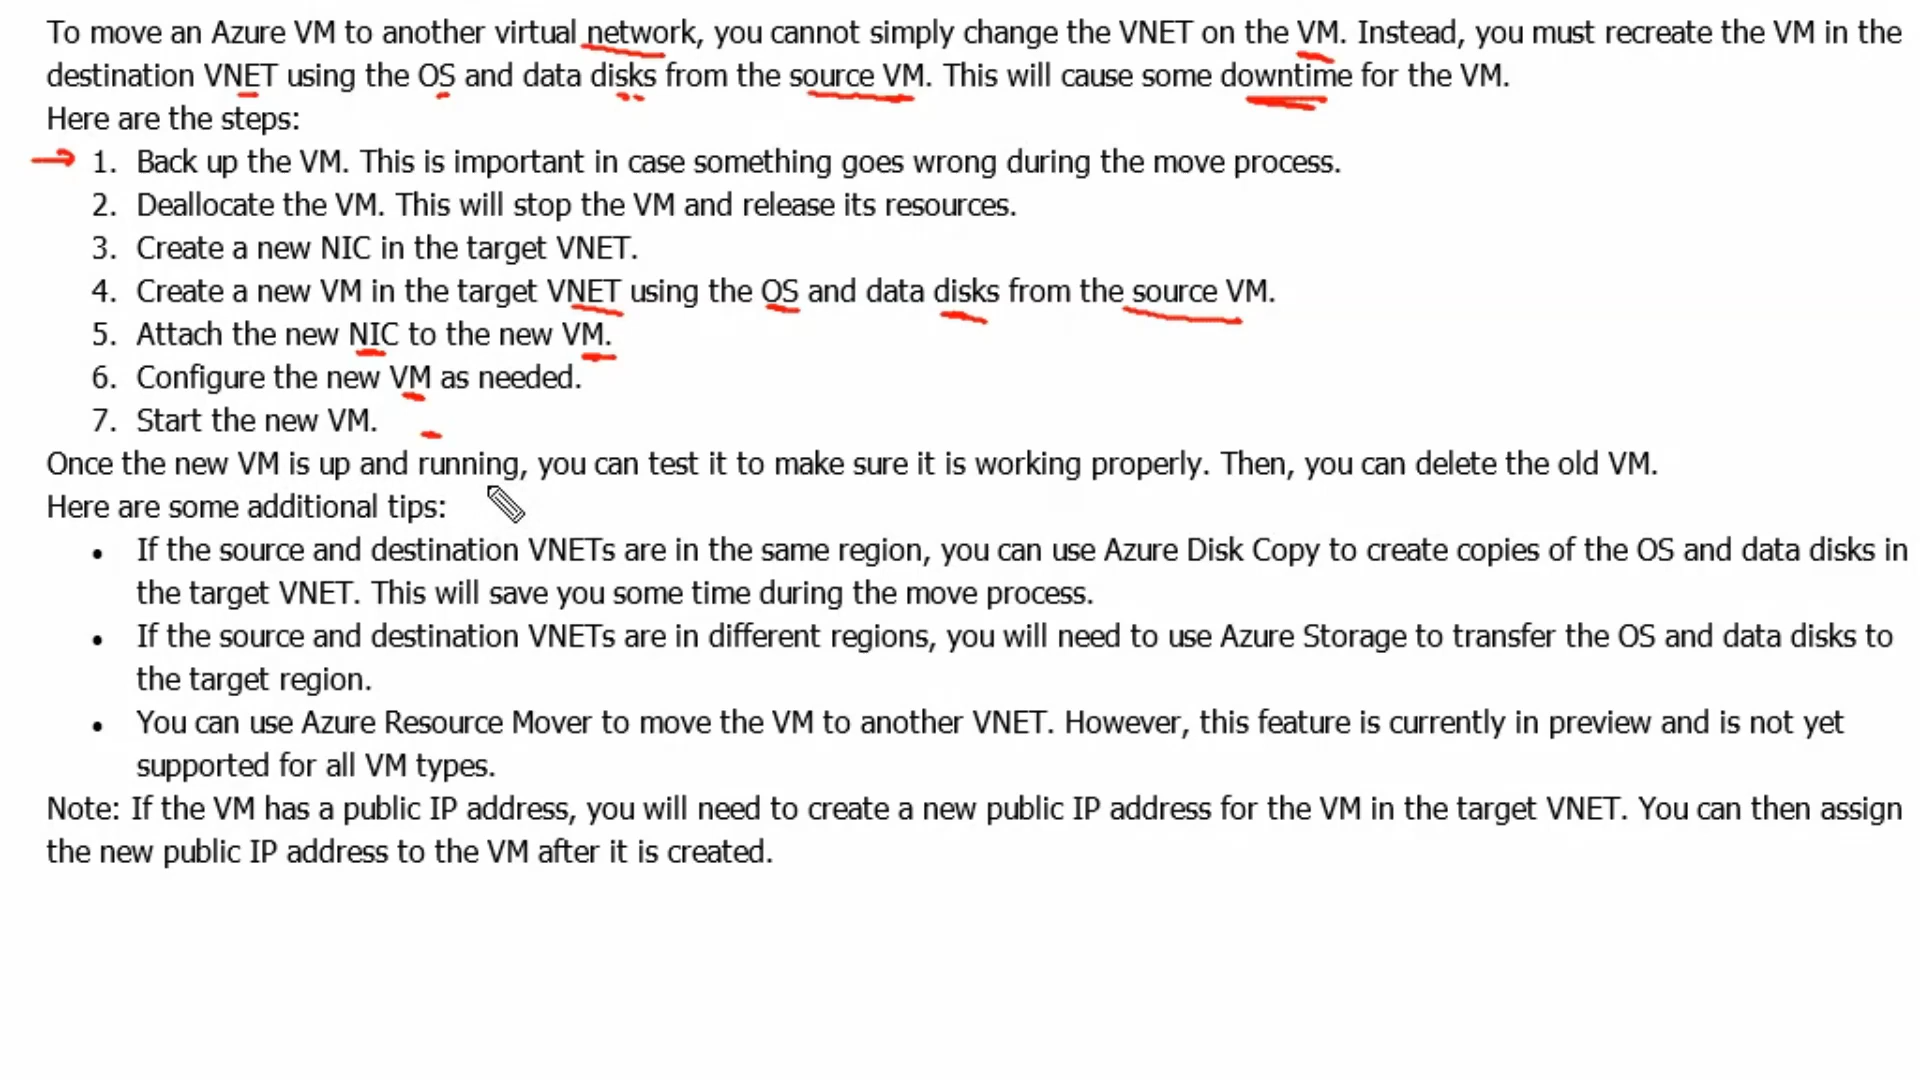 To move an Azure VM to another virtual network, you cannot simply change the VNET on the VM. Instead, you must recreate the VM in the
destination VNET using the OS and data disks from the source VM. This will cause some downtime for the VM.
Here are the steps:
1. Back up the VM. This is important in case something goes wrong during the move process.
2. Deallocate the VM. This will stop the VM and release its resources.
3. Create a new NIC in the target VNET.
4. Create a new VM in the target VNET using the OS and data disks from the source VM.
5. Attach the new NIC to the new VM.
6. Configure the new VM as needed.
7. Start the new VM.
Once the new VM is up and running, you can test it to make sure it is working properly. Then, you can delete the old VM.
Here are some additional tips:
• If the source and destination VNETs are in the same region, you can use Azure Disk Copy to create copies of the OS and data disks in
the target VNET. This will save you some time during the move process.
• If the source and destination VNETs are in different regions, you will need to use Azure Storage to transfer the OS and data disks to
the target region.
• You can use Azure Resource Mover to move the VM to another VNET. However, this feature is currently in preview and is not yet
supported for all VM types.
Note: If the VM has a public IP address, you will need to create a new public IP address for the VM in the target VNET. You can then assign
the new public IP address to the VM after it is created.